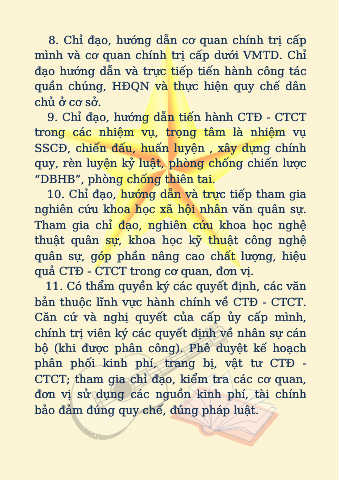 8. Chỉ đạo, hướng dẫn cơ quan chính trị cấp
mình và cơ quan chính trị cấp dưới VMTD. Chỉ
đạo hướng dẫn và trực tiếp tiến hành công tác
quần chúng, HĐQN và thực hiện quy chế dân
chủ ở cơ sở.
9. Chỉ đạo, hướng dẫn tiến hành CTĐ - CTCT
trong các nhiệm vụ, trọng tâm là nhiệm vụ
SSCĐ, chiến đấu, huấn luyện , xây dựng chính
quy, rèn luyện kỷ luật, phòng chống chiến lược
“DBHB”, phòng chống thiên tai.
10. Chỉ đạo, hướng dẫn và trực tiếp tham gia
nghiên cứu khoa học xã hội nhân văn quân sự.
Tham gia chỉ đạo, nghiên cứu khoa học nghệ
thuật quân sự, khoa học kỹ thuật công nghệ
quân sự, góp phần nâng cao chất lượng, hiệu
quả CTĐ - CTCT trong cơ quan, đơn vị.
11. Có thẩm quyền ký các quyết định, các văn
bản thuộc lĩnh vực hành chính về CTĐ - CTCT.
Căn cứ và nghị quyết của cấp ủy cấp mình,
chính trị viên ký các quyết định về nhân sự cán
bộ (khi được phân công). Phê duyệt kế hoạch
phân phối kinh phí, trang bị, vật tư CTĐ -
CTCT; tham gia chỉ đạo, kiểm tra các cơ quan,
đơn vị sử dụng các nguồn kinh phí, tài chính
bảo đảm đúng quy chế, đúng pháp luật.